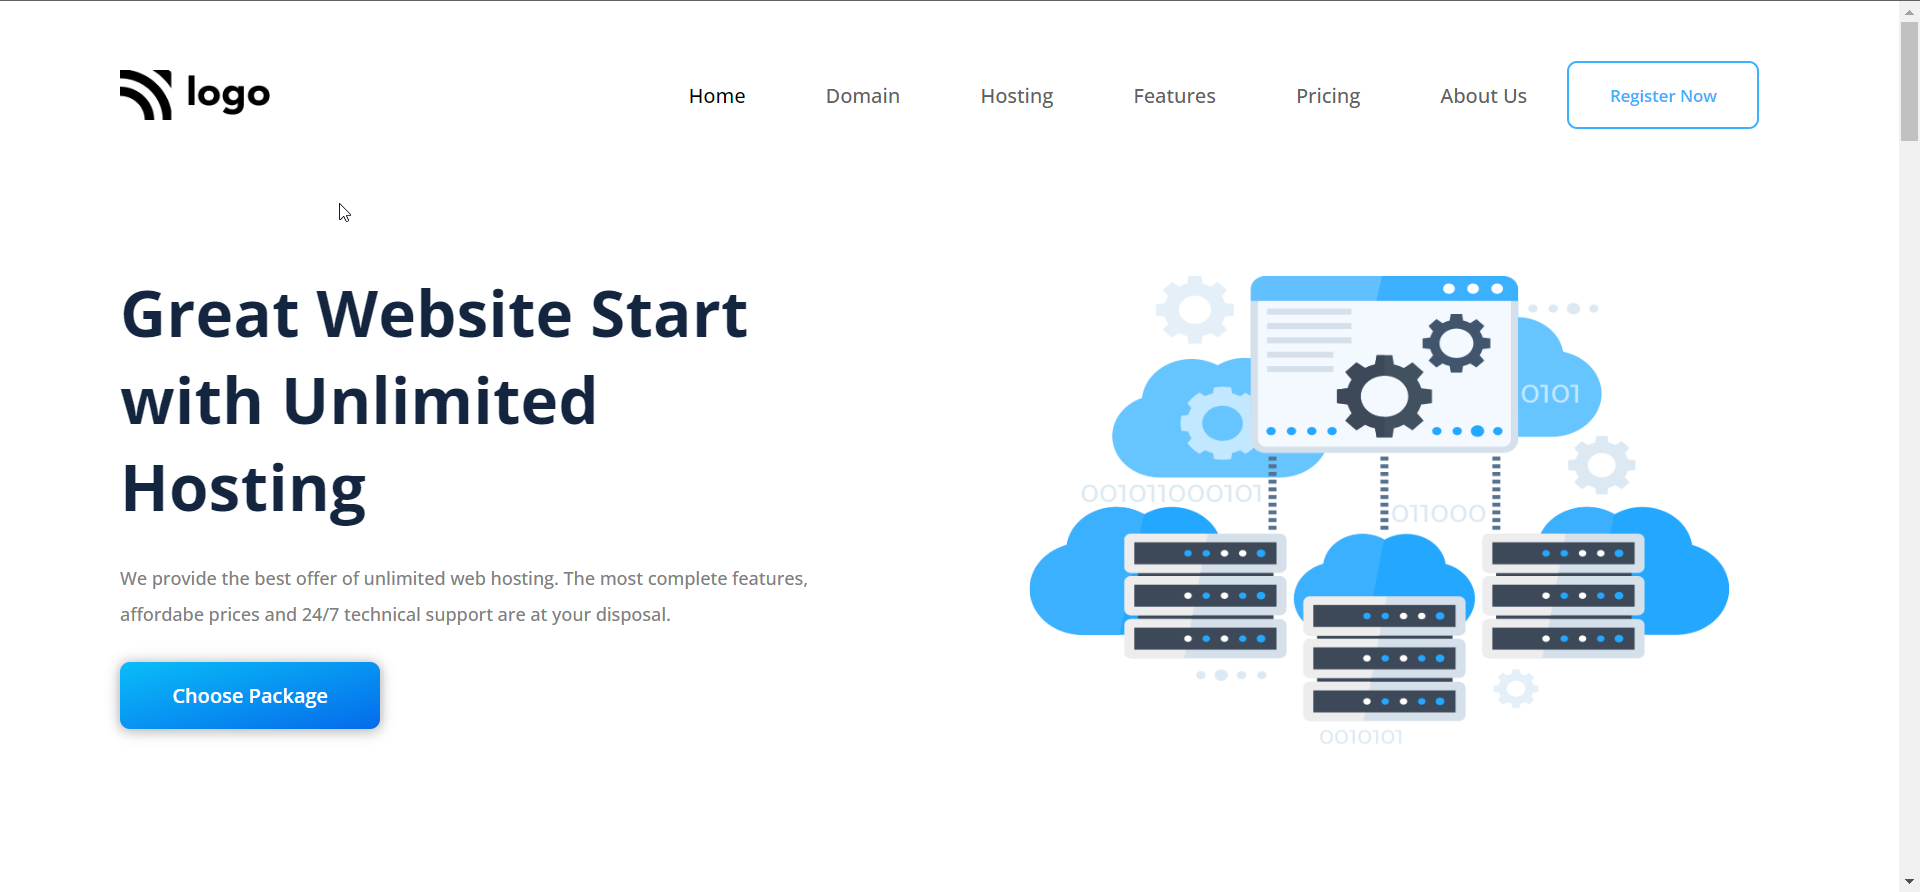 logo
Home
Domain
Hosting
Features
Pricing
About Us
Register Now
Great Website Start
with Unlimited
Hosting
We provide the best offer of unlimited web hosting. The most complete features,
affordabe prices and 24/7 technical support are at your disposal.
Choose Package
0101
001011000101
011000
0010101